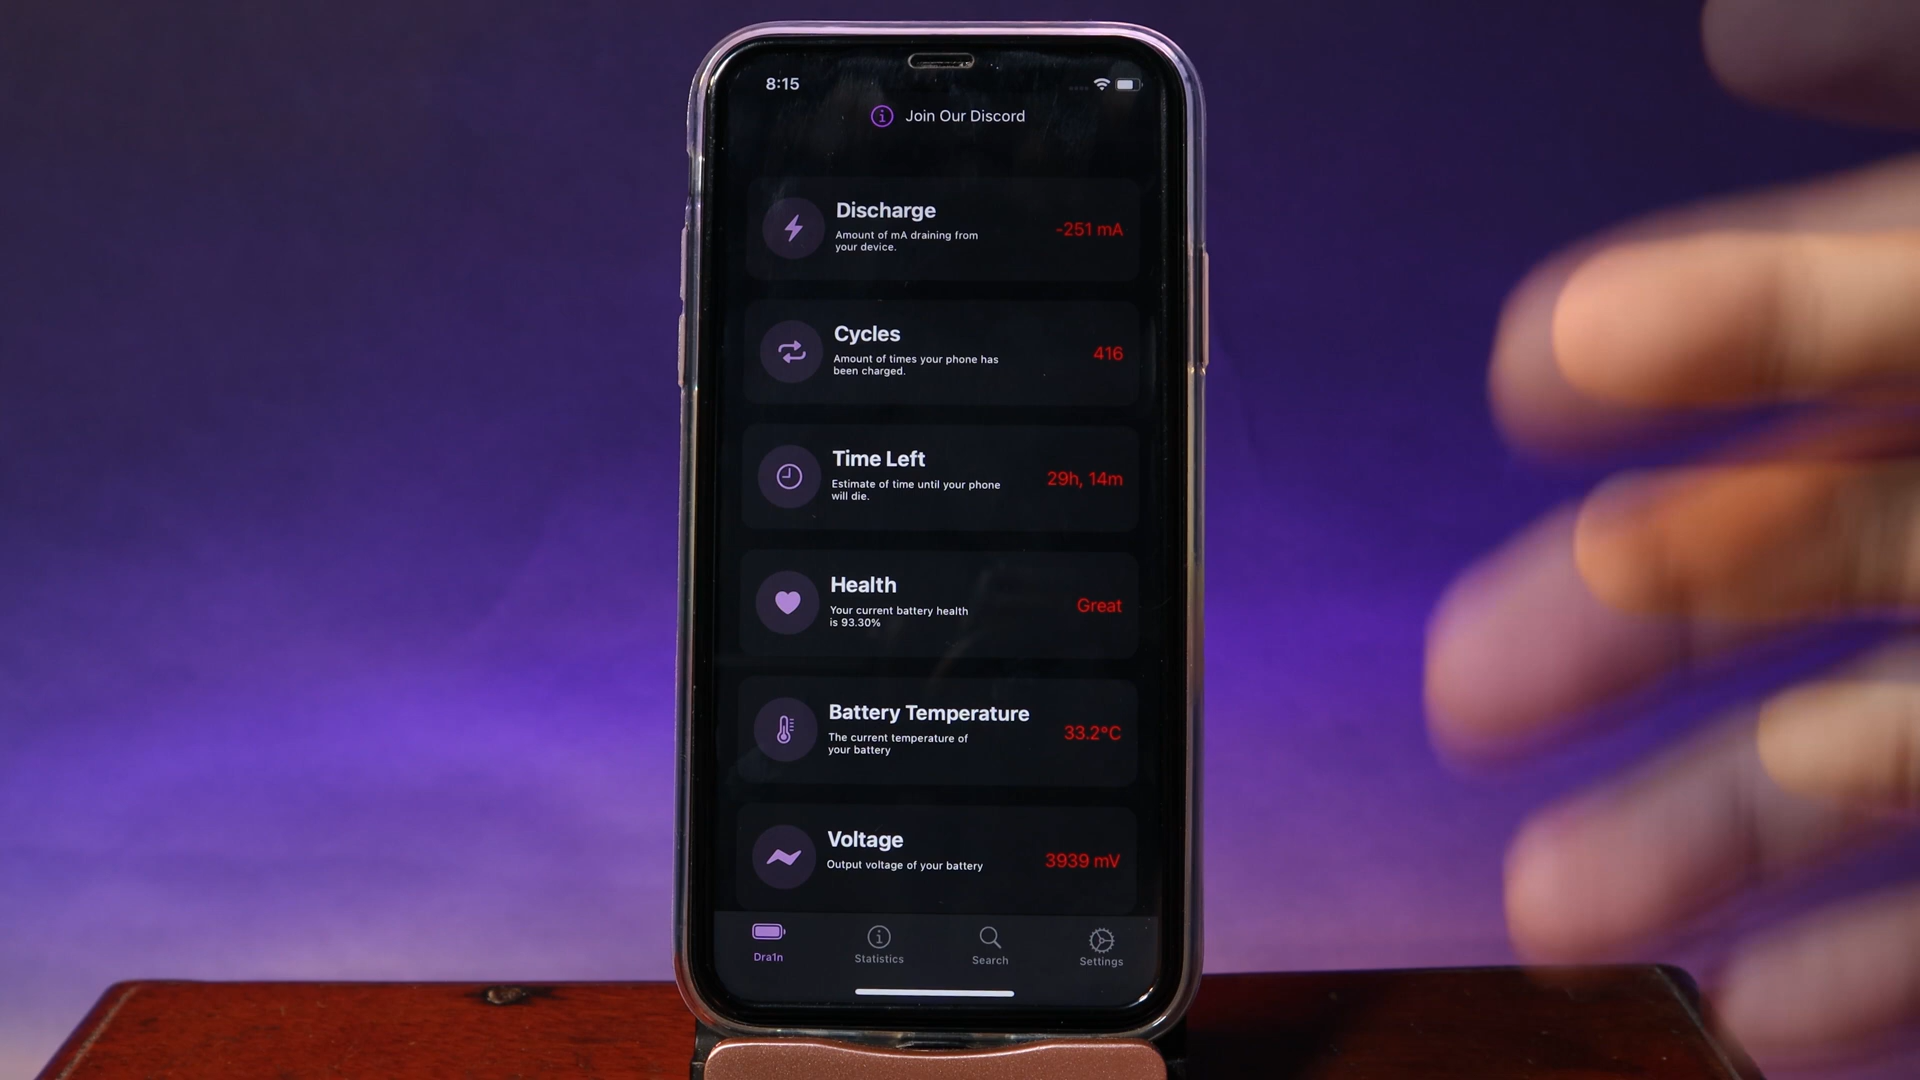 8:15
Join Our Discord
Discharge
Amount of mA draining from
your device.
-251 mA
Cycles
Amount of times your phone has
been charged.
416
Time Left
Estimate of time until your phone
will die.
29h, 14m
Health
Your current battery health
is 93.30%
Great
Battery Temperature
The current temperature of
your battery
33.2°C
Voltage
Output voltage of your battery
3939 mV
Dra1n
Statistics
Search
Settings